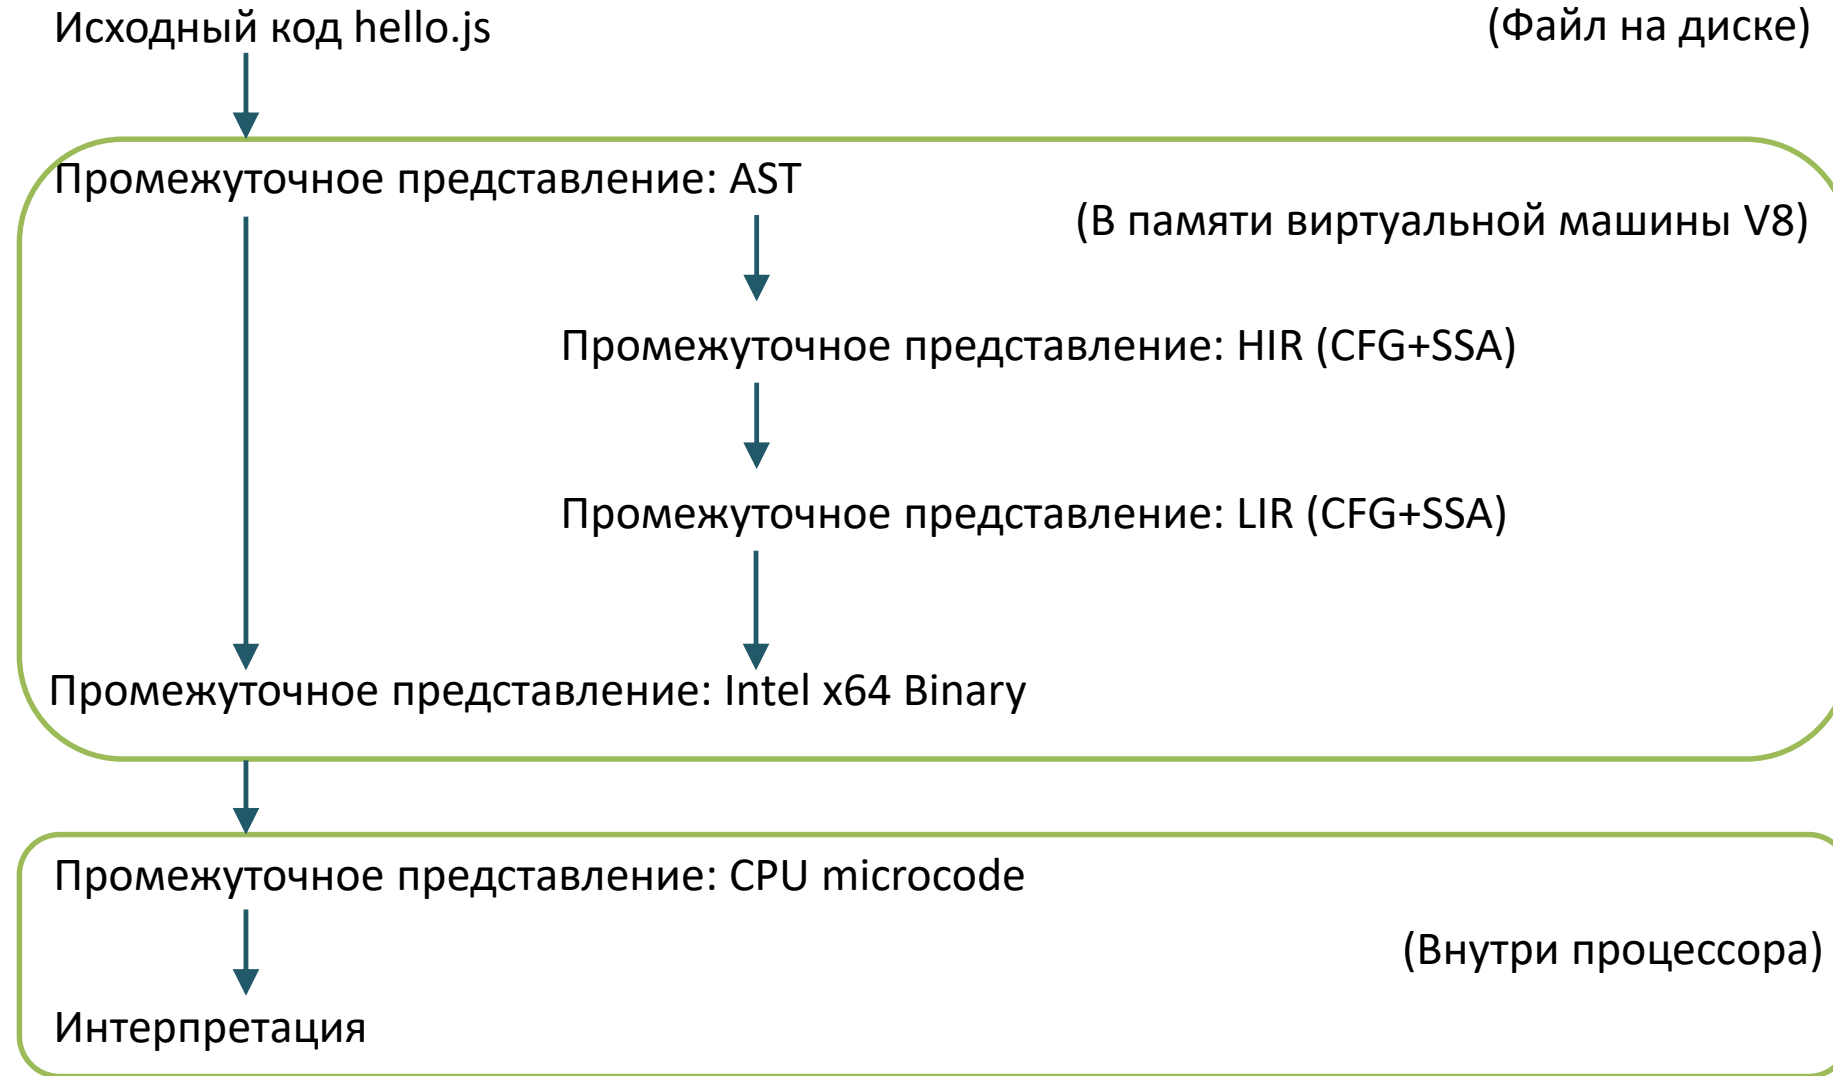 Исходный код hello.js
(Файл на диске)
Промежуточное представление: AST
(В памяти виртуальной машины V8)
Промежуточное представление: HIR (CFG+SSA)
Промежуточное представление: LIR (CFG+SSA)
Промежуточное представление: Intel x64 Binary
Промежуточное представление: CPU microcode
(Внутри процессора)
Интерпретация